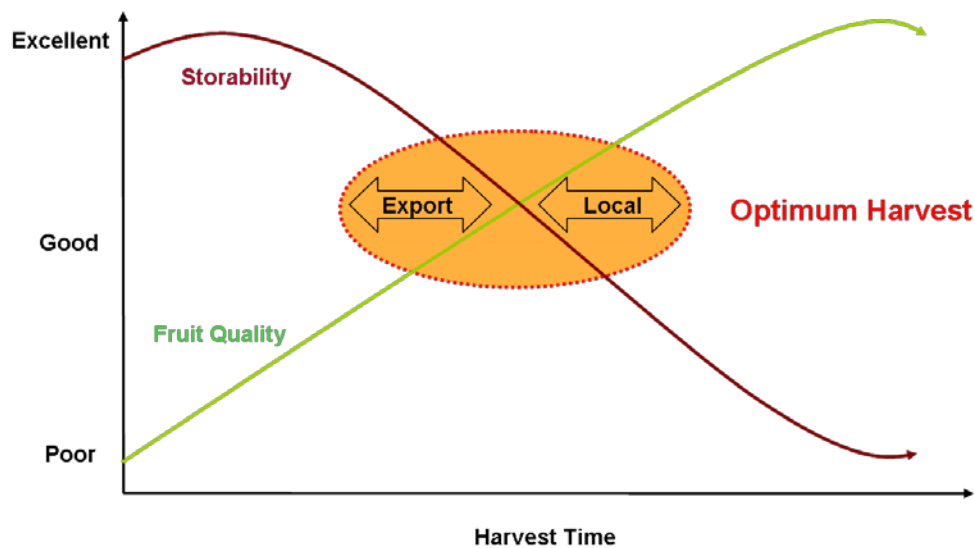 Excellent
Storability
Export
Local
Optimum Harvest
Good
Fruit Quality
Poor
Harvest Time